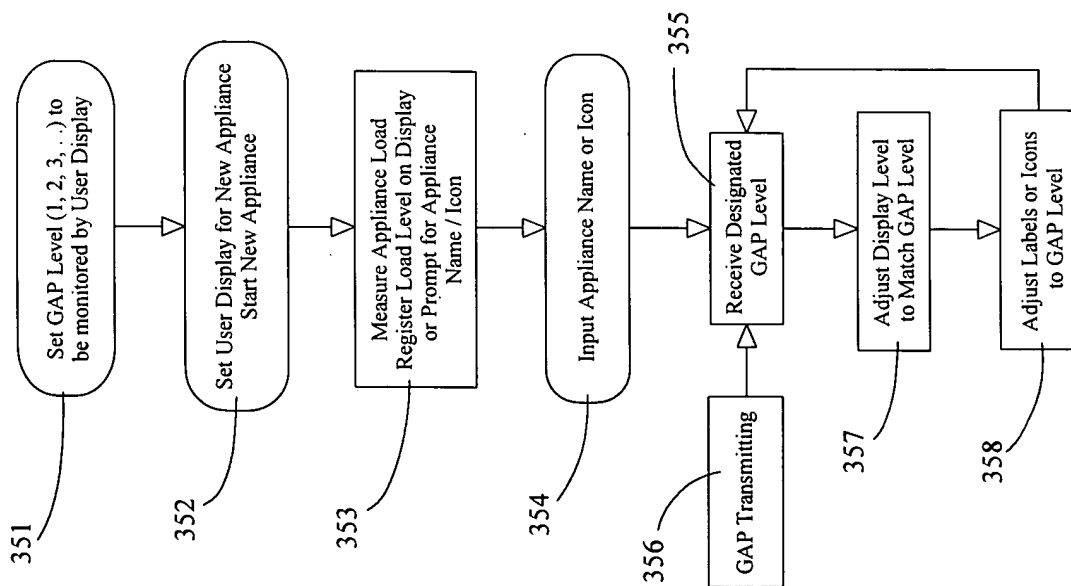 351
Set GAP Level (1, 2, 3, . .) to
be monitored by User Display
352
Set User Display for New Appliance
Start New Appliance
353
Measure Appliance Load
Register Load Level on Display
or Prompt for Appliance
Name / Icon
354
Input Appliance Name or Icon
355
Receive Designated
GAP Level
356
GAP Transmitting
357
Adjust Display Level
to Match GAP Level
358
Adjust Labels or Icons
to GAP Level